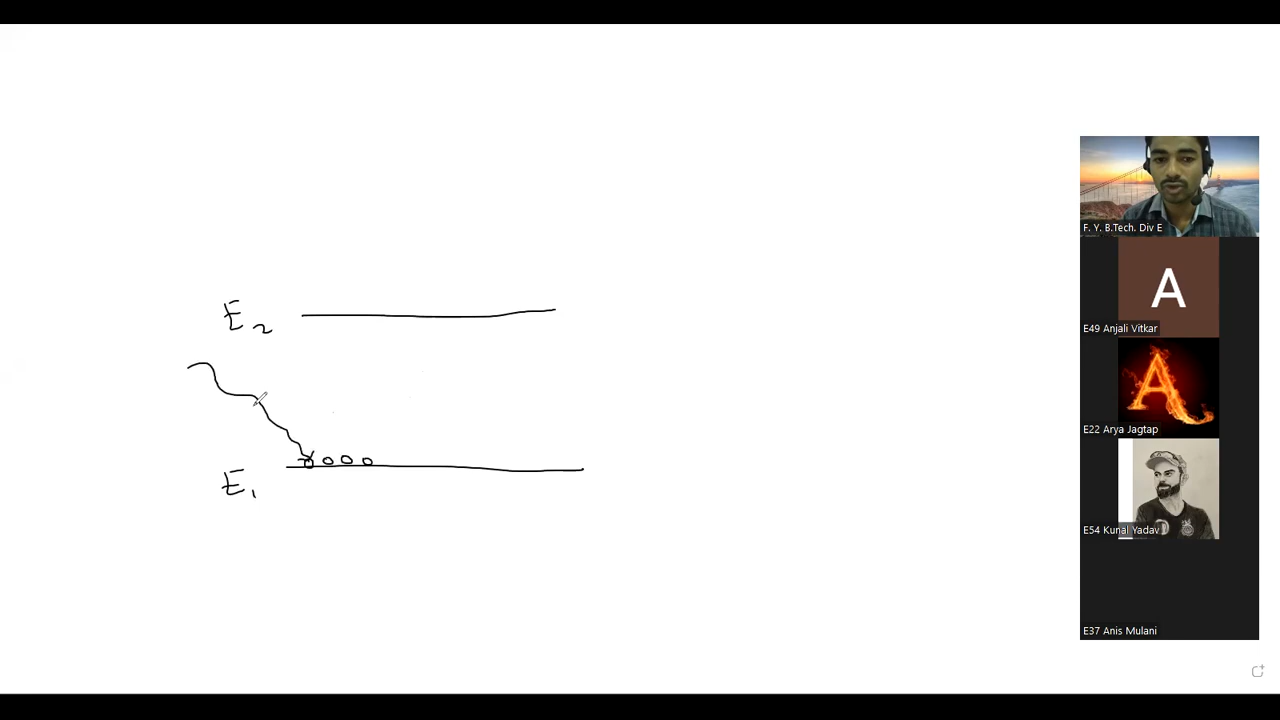 E2
E1
F. Y. B.Tech. Div E
A
E49 Anjali Vitkar
A
E22 Arya Jagtap
E54 Kunal Yadav
E37 Anis Mulani